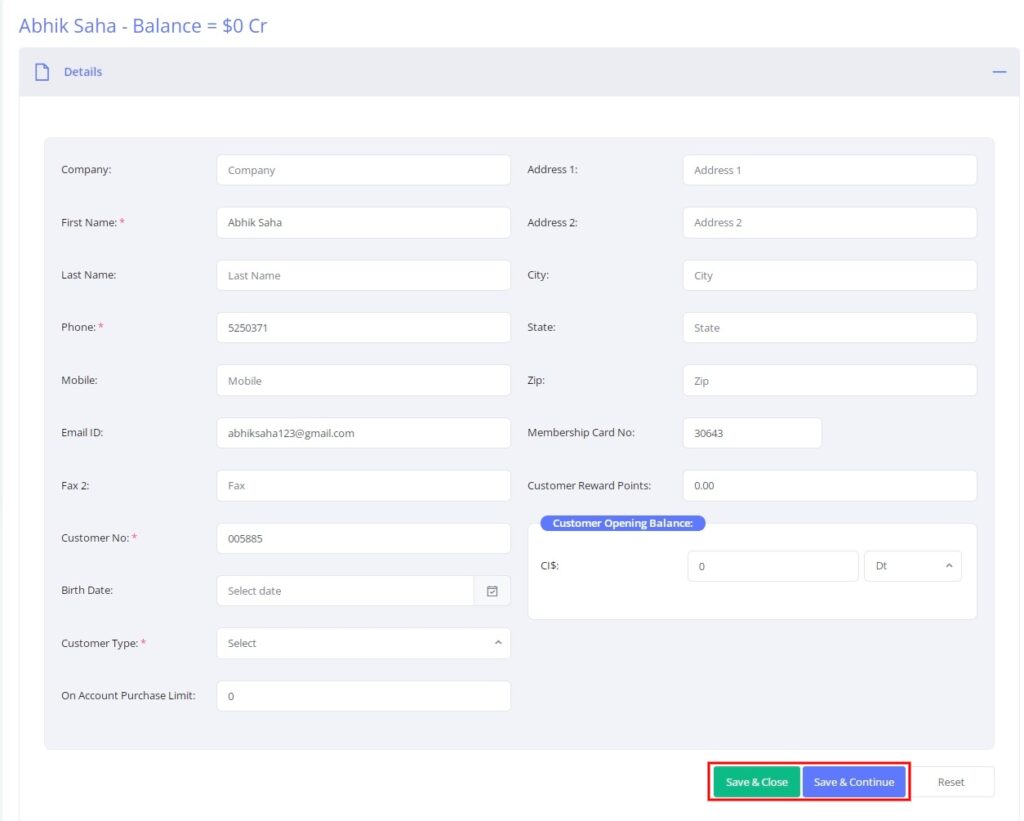 Abhik Saha - Balance = $0 Cr
Details
Company: Company
First Name: * Abhik Saha
Last Name: Last Name
Phone: * 5250371
Mobile: Mobile
Email ID: abhiksaha123@gmail.com
Fax 2: Fax
Customer No: * 005885
Birth Date: Select date
Customer Type: * Select
On Account Purchase Limit: 0
Address 1: Address 1
Address 2: Address 2
City: City
State: State
Zip: Zip
Membership Card No: 30643
Customer Reward Points: 0.00
Customer Opening Balance:
CI$: 0 Dt
Save & Close Save & Continue Reset